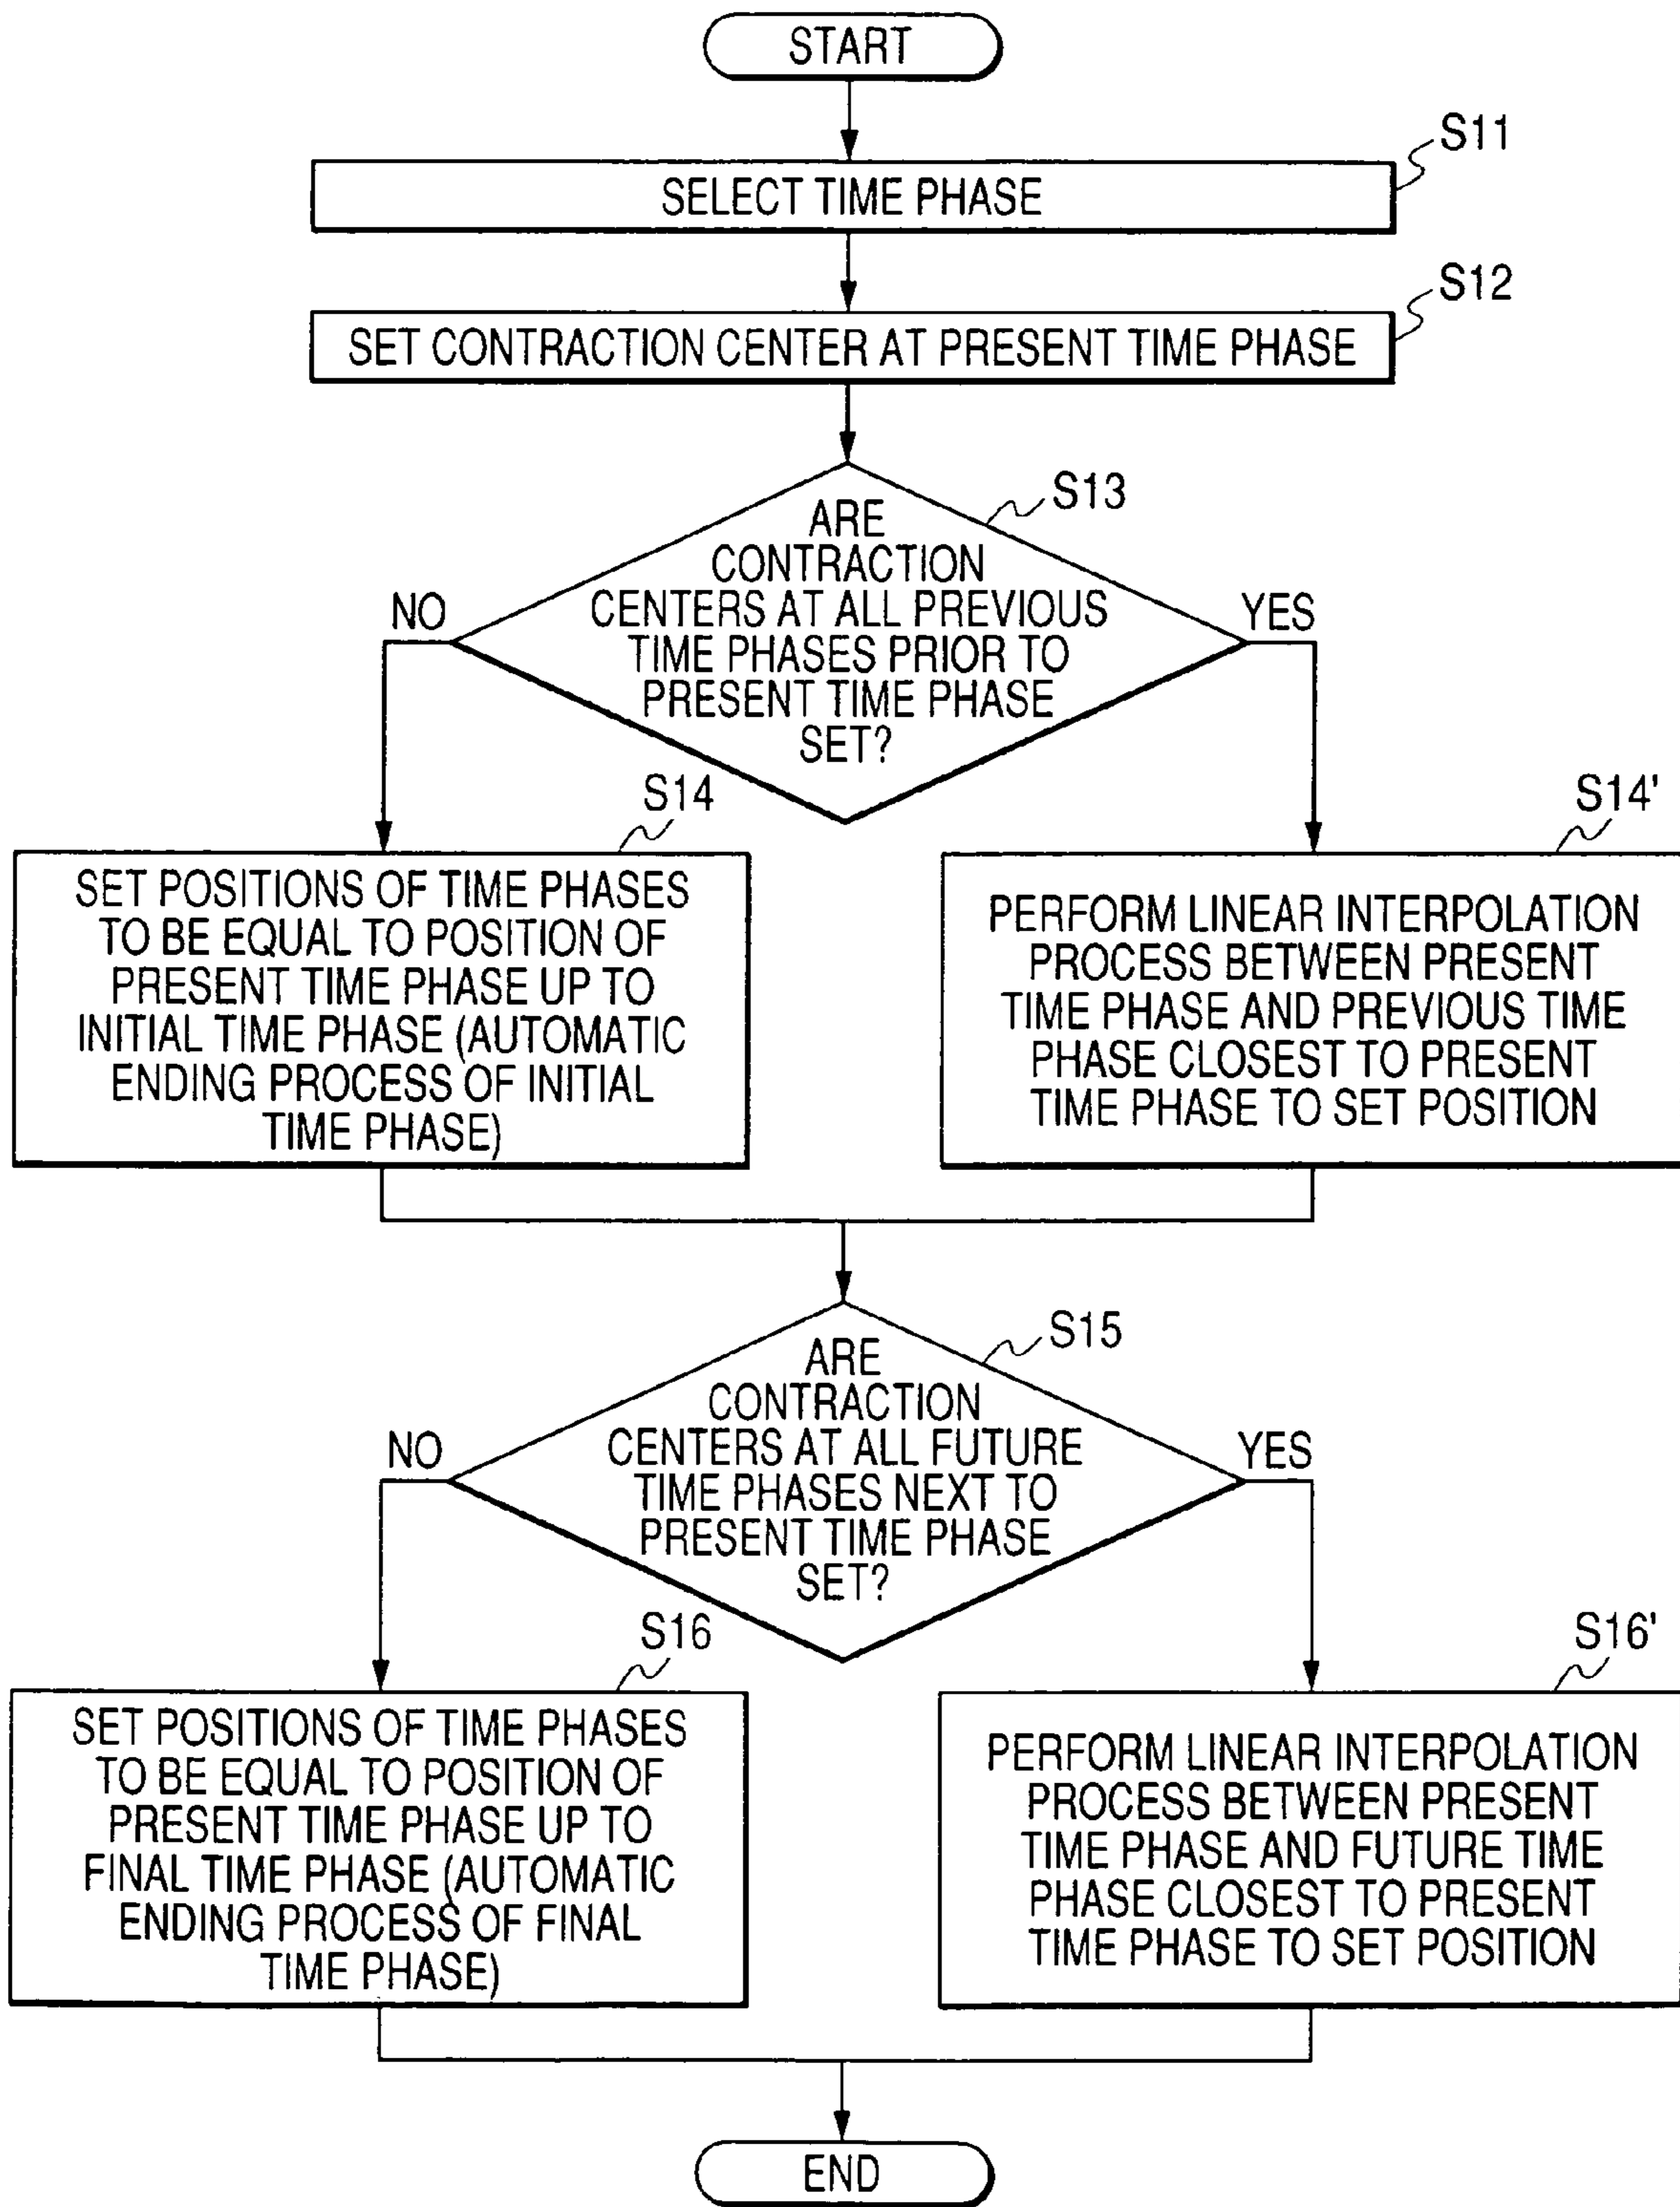 START
S11
SELECT TIME PHASE
S12
SET CONTRACTION CENTER AT PRESENT TIME PHASE
S13
ARE
CONTRACTION
CENTERS AT ALL PREVIOUS
TIME PHASES PRIOR TO
PRESENT TIME PHASE
SET?
NO
YES
S14
SET POSITIONS OF TIME PHASES
TO BE EQUAL TO POSITION OF
PRESENT TIME PHASE UP TO
INITIAL TIME PHASE (AUTOMATIC
ENDING PROCESS OF INITIAL
TIME PHASE)
S14'
PERFORM LINEAR INTERPOLATION
PROCESS BETWEEN PRESENT
TIME PHASE AND PREVIOUS TIME
PHASE CLOSEST TO PRESENT
TIME PHASE TO SET POSITION
S15
ARE
CONTRACTION
CENTERS AT ALL FUTURE
TIME PHASES NEXT TO
PRESENT TIME PHASE
SET?
NO
YES
S16
SET POSITIONS OF TIME PHASES
TO BE EQUAL TO POSITION OF
PRESENT TIME PHASE UP TO
FINAL TIME PHASE (AUTOMATIC
ENDING PROCESS OF FINAL
TIME PHASE)
S16'
PERFORM LINEAR INTERPOLATION
PROCESS BETWEEN PRESENT
TIME PHASE AND FUTURE TIME
PHASE CLOSEST TO PRESENT
TIME PHASE TO SET POSITION
END